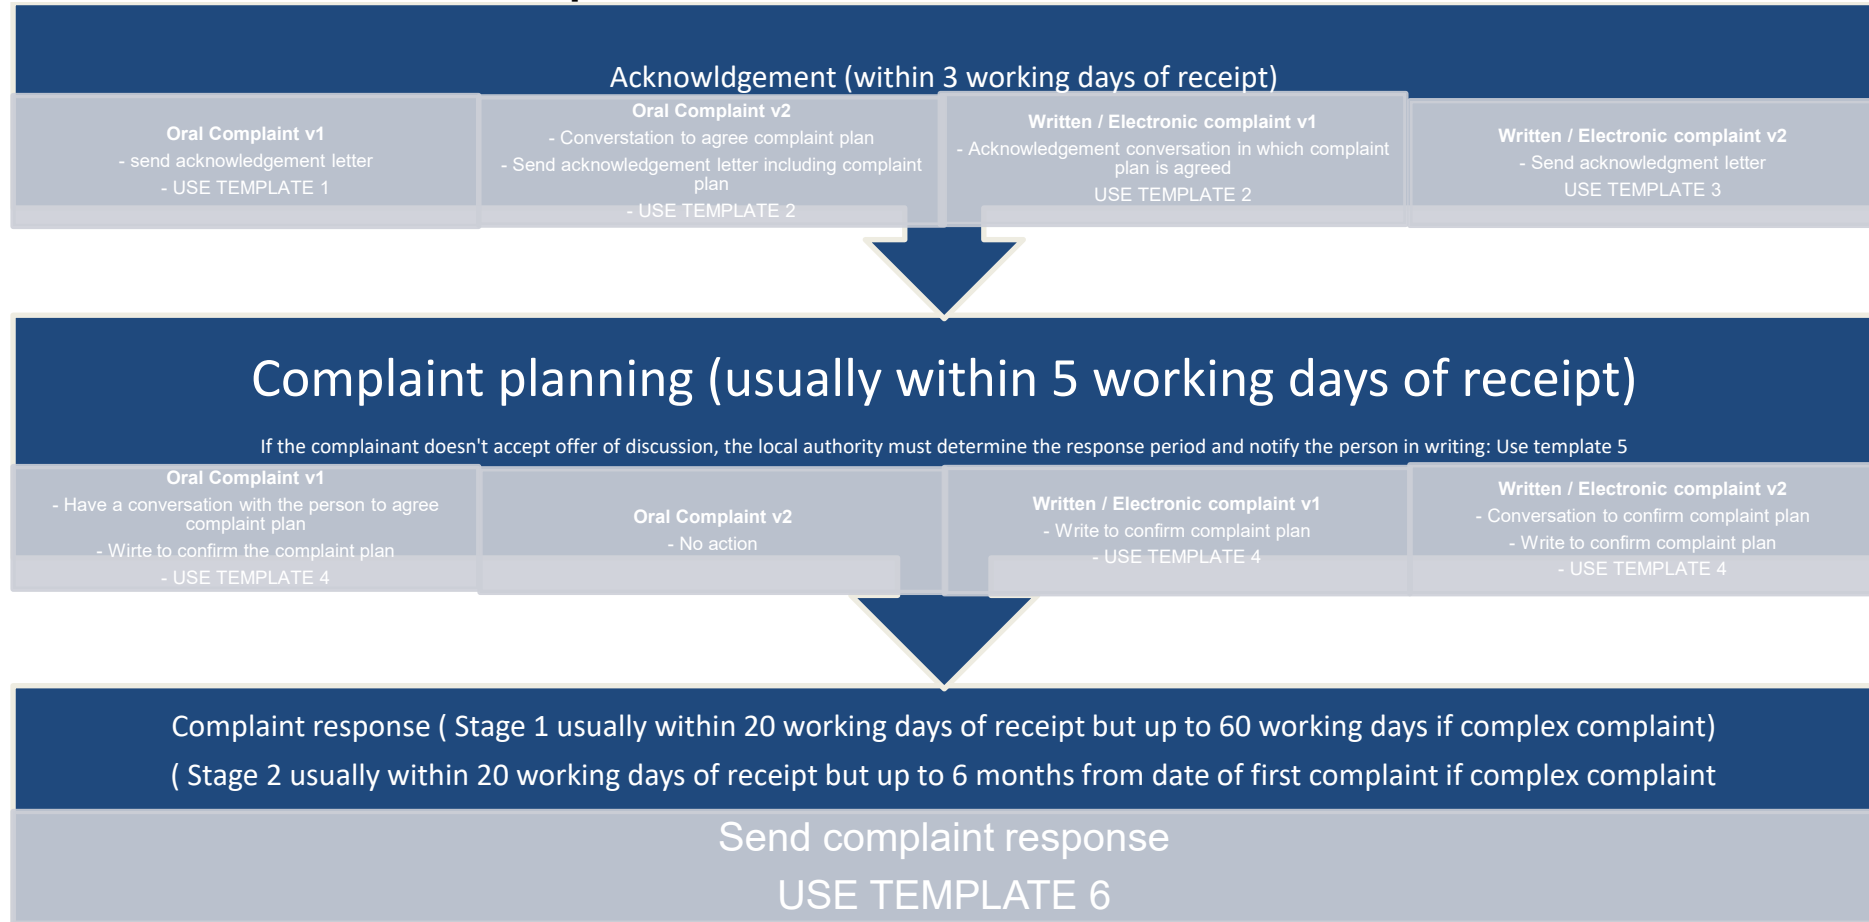 Acknowldgement (within 3 working days of receipt)
Oral Complaint v1
- send acknowledgement letter
- USE TEMPLATE 1
Oral Complaint v2
- Converstation to agree complaint plan
- Send acknowledgement letter including complaint
plan
- USE TEMPLATE 2
Written / Electronic complaint v1
- Acknowledgement conversation in which complaint
plan is agreed
USE TEMPLATE 2
Written / Electronic complaint v2
- Send acknowledgment letter
USE TEMPLATE 3
Complaint planning (usually within 5 working days of receipt)
If the complainant doesn't accept offer of discussion, the local authority must determine the response period and notify the person in writing: Use template 5
Oral Complaint v1
- Have a conversation with the person to agree
complaint plan
- Wirte to confirm the complaint plan
- USE TEMPLATE 4
Oral Complaint v2
- No action
Written / Electronic complaint v1
- Write to confirm complaint plan
- USE TEMPLATE 4
Written / Electronic complaint v2
- Conversation to confirm complaint plan
- Write to confirm complaint plan
- USE TEMPLATE 4
Complaint response ( Stage 1 usually within 20 working days of receipt but up to 60 working days if complex complaint)
( Stage 2 usually within 20 working days of receipt but up to 6 months from date of first complaint if complex complaint
Send complaint response
USE TEMPLATE 6